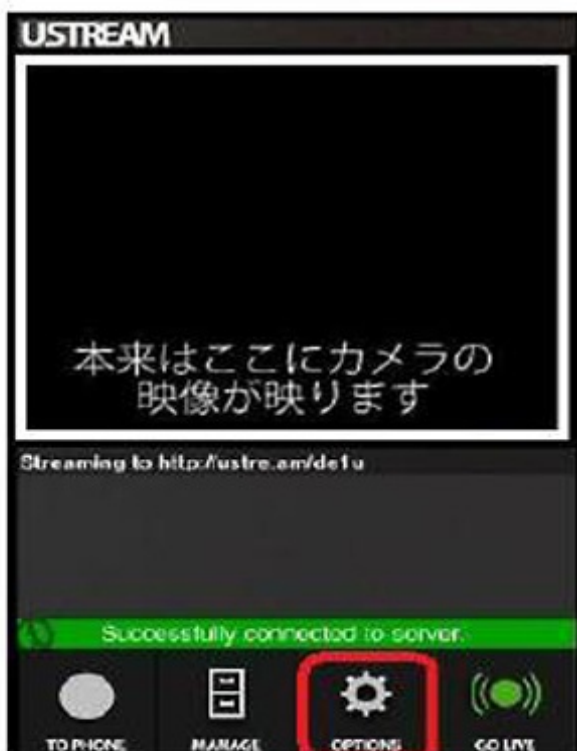 USTREAM
本来はここにカメラの
映像が映ります
Streaming to http://ustre.am/de1u
Successfully connected to server.
TO PHONE MANAGE OPTIONS GO LIVE